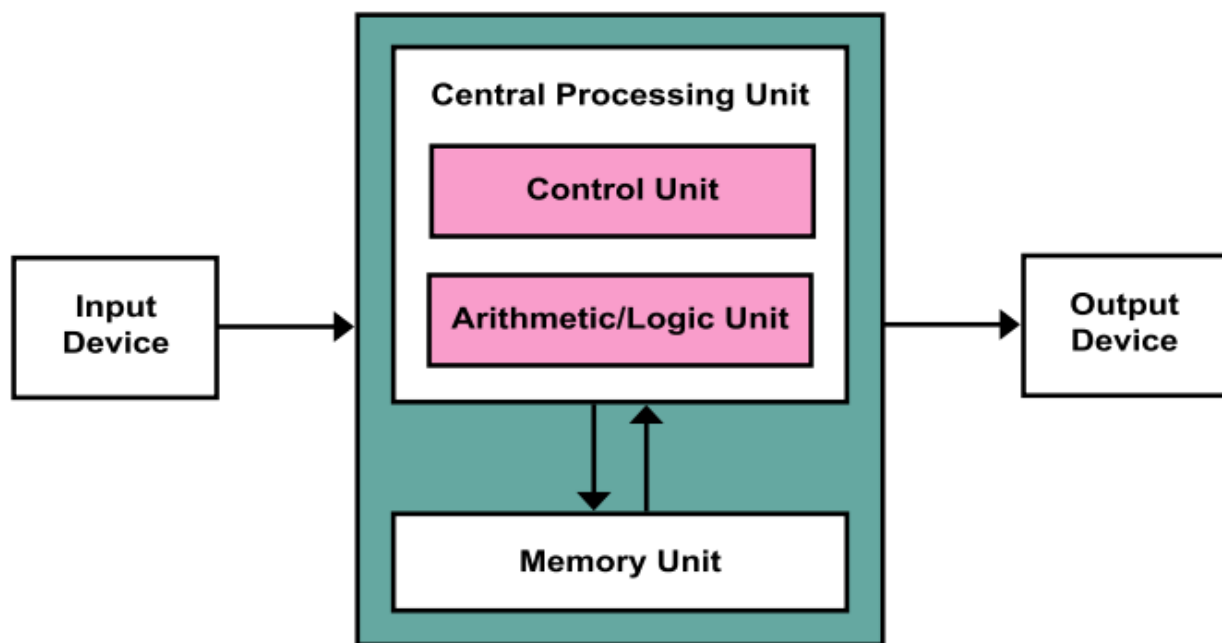 Central Processing Unit
Control Unit
Arithmetic/Logic Unit
Input
Device
Output
Device
Memory Unit